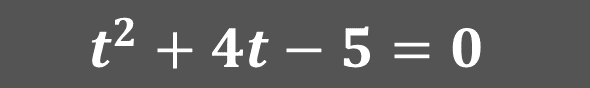 t² + 4t − 5 = 0